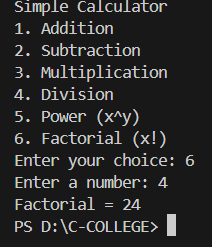 Simple Calculator
1. Addition
2. Subtraction
3. Multiplication
4. Division
5. Power (x^y)
6. Factorial (x!)
Enter your choice: 6
Enter a number: 4
Factorial = 24
PS D:\C-COLLEGE>